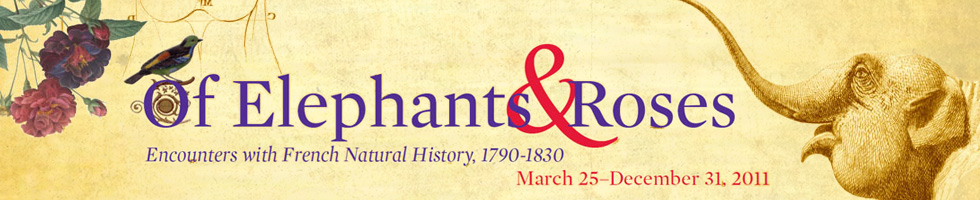 Of Elephants & Roses
Encounters with French Natural History, 1790-1830
March 25–December 31, 2011